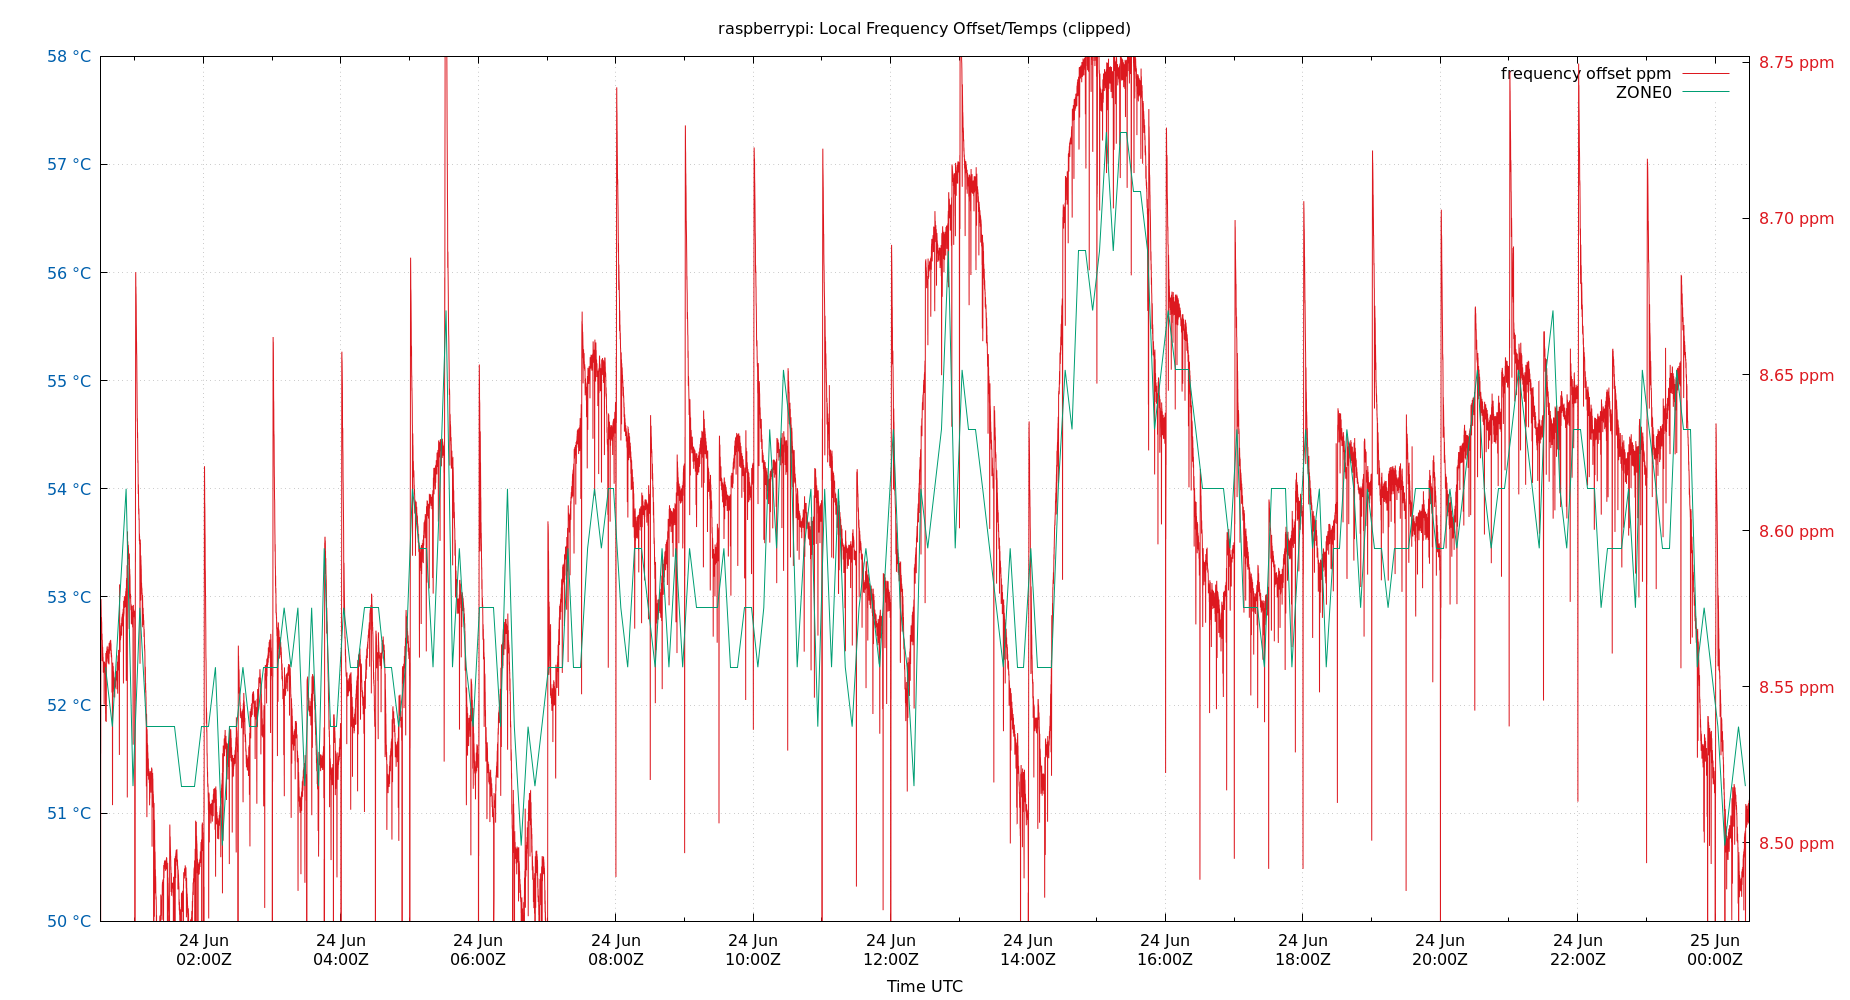 raspberrypi: Local Frequency Offset/Temps (clipped)
58 °C
57 °C
56 °C
55 °C
54 °C
53 °C
52 °C
51 °C
50 °C
frequency offset ppm
ZONE0
8.75 ppm
8.70 ppm
8.65 ppm
8.60 ppm
8.55 ppm
8.50 ppm
24 Jun 24 Jun 24 Jun 24 Jun 24 Jun 24 Jun 24 Jun 24 Jun 24 Jun 24 Jun 24 Jun 25 Jun
02:00Z 04:00Z 06:00Z 08:00Z 10:00Z 12:00Z 14:00Z 16:00Z 18:00Z 20:00Z 22:00Z 00:00Z
Time UTC